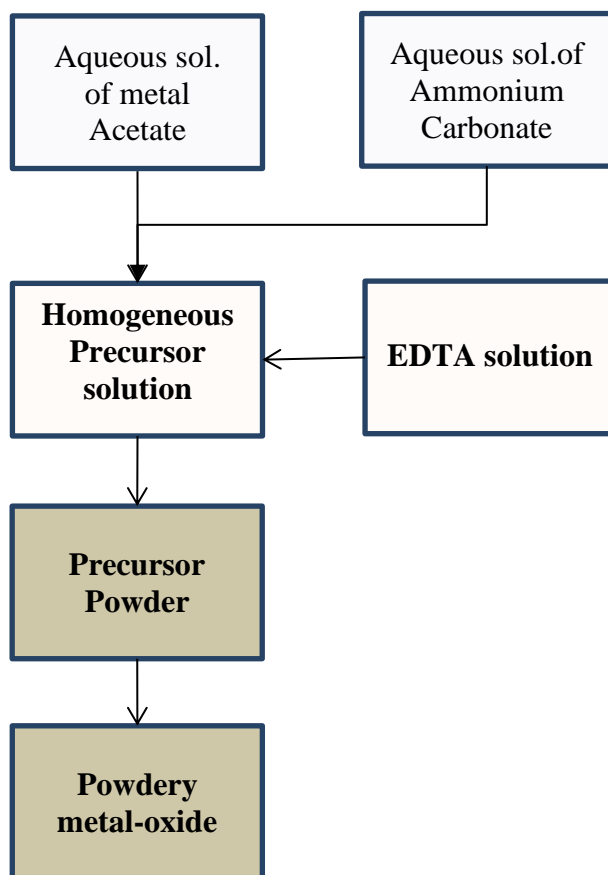 Aqueous sol.
of metal
Acetate
Aqueous sol.of
Ammonium
Carbonate
Homogeneous
Precursor
solution
EDTA solution
Precursor
Powder
Powdery
metal-oxide